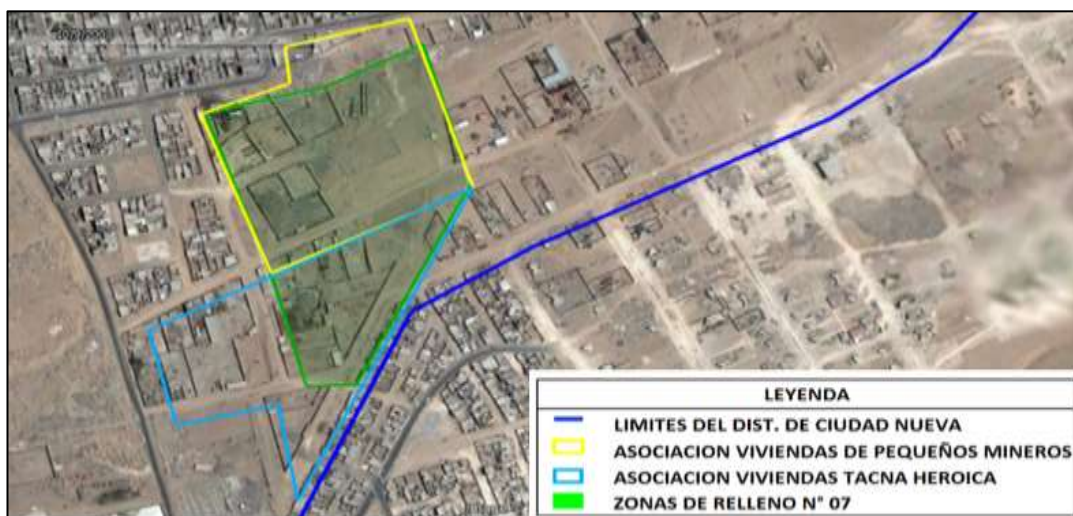 LEYENDA
LIMITES DEL DIST. DE CIUDAD NUEVA
ASOCIACION VIVIENDAS DE PEQUEÑOS MINEROS
ASOCIACION VIVIENDAS TACNA HEROICA
ZONAS DE RELLENO N° 07